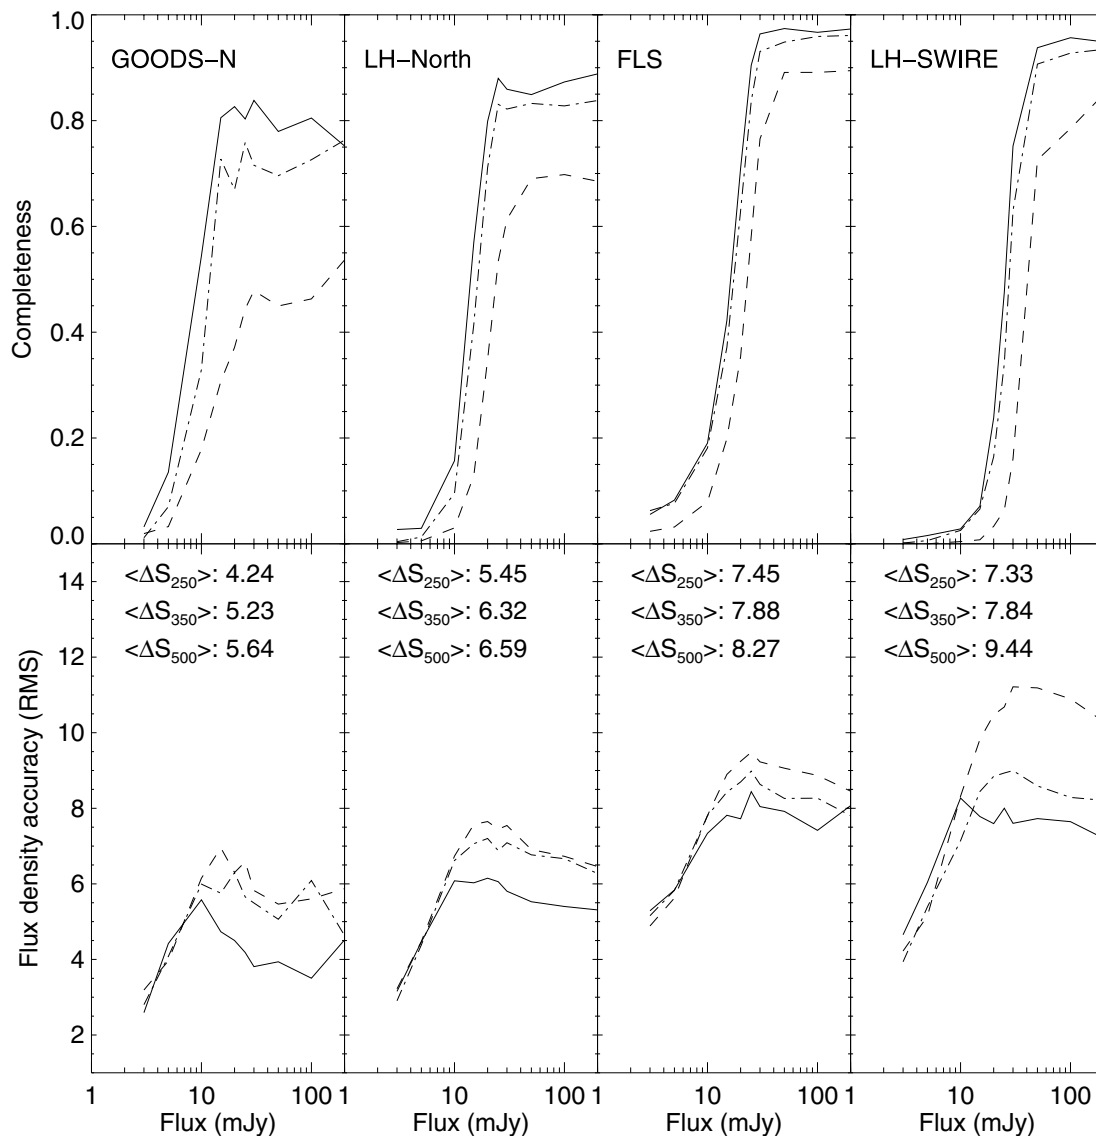 GOODS−N
LH−North
FLS
LH−SWIRE
1.0
0.8
0.6
0.4
0.2
0.0
Completeness
<ΔS250>: 4.24
<ΔS350>: 5.23
<ΔS500>: 5.64
<ΔS250>: 5.45
<ΔS350>: 6.32
<ΔS500>: 6.59
<ΔS250>: 7.45
<ΔS350>: 7.88
<ΔS500>: 8.27
<ΔS250>: 7.33
<ΔS350>: 7.84
<ΔS500>: 9.44
14
12
10
8
6
4
2
Flux density accuracy (RMS)
1 10 100 1 10 100 1 10 100 1 10 100
Flux (mJy) Flux (mJy) Flux (mJy) Flux (mJy)